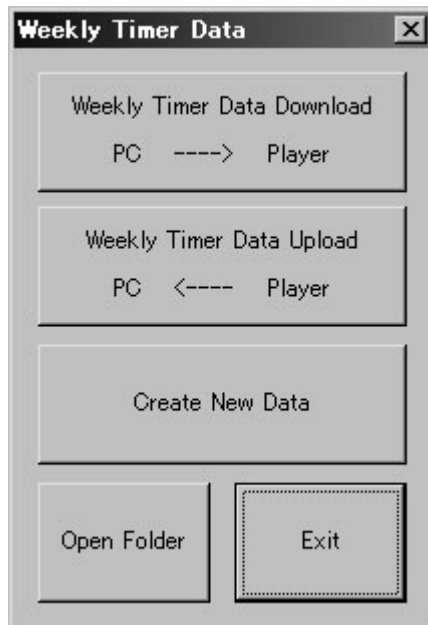 Weekly Timer Data
Weekly Timer Data Download
PC ----> Player
Weekly Timer Data Upload
PC <---- Player
Create New Data
Open Folder Exit